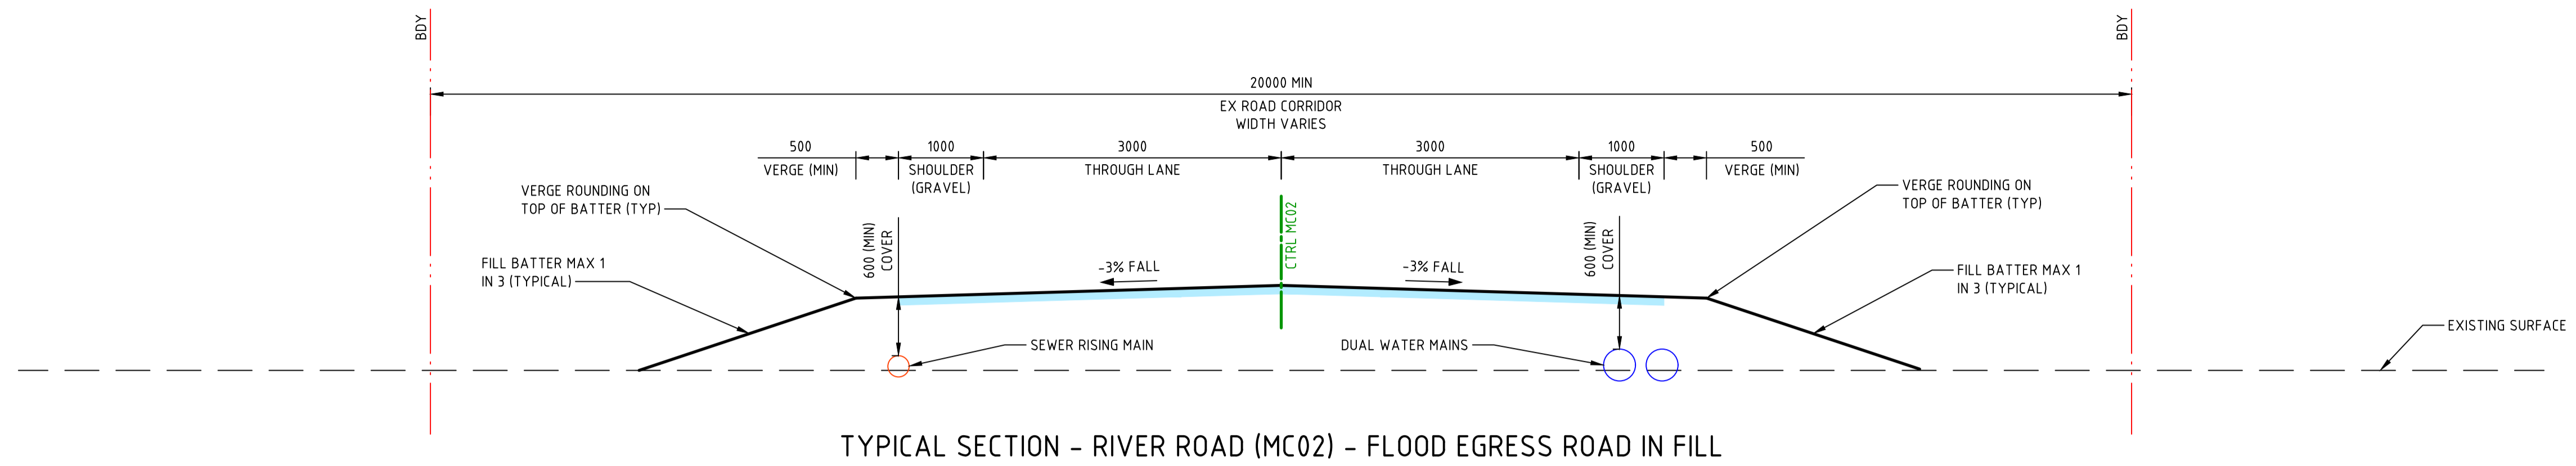 BDY
BDY
20000 MIN
EX ROAD CORRIDOR
WIDTH VARIES
500
VERGE (MIN)
1000
SHOULDER
(GRAVEL)
3000
THROUGH LANE
3000
THROUGH LANE
1000
SHOULDER
(GRAVEL)
500
VERGE (MIN)
VERGE ROUNDING ON
TOP OF BATTER (TYP)
VERGE ROUNDING ON
TOP OF BATTER (TYP)
600 (MIN)
COVER
CTRL MC02
600 (MIN)
COVER
FILL BATTER MAX 1
IN 3 (TYPICAL)
-3% FALL
-3% FALL
FILL BATTER MAX 1
IN 3 (TYPICAL)
EXISTING SURFACE
SEWER RISING MAIN
DUAL WATER MAINS
TYPICAL SECTION - RIVER ROAD (MC02) - FLOOD EGRESS ROAD IN FILL